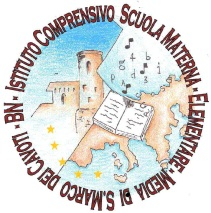 BN - ISTITUTO COMPRENSIVO SCUOLA MATERNA - ELEMENTARE - MEDIA DI S. MARCO DEI CAVOTI -